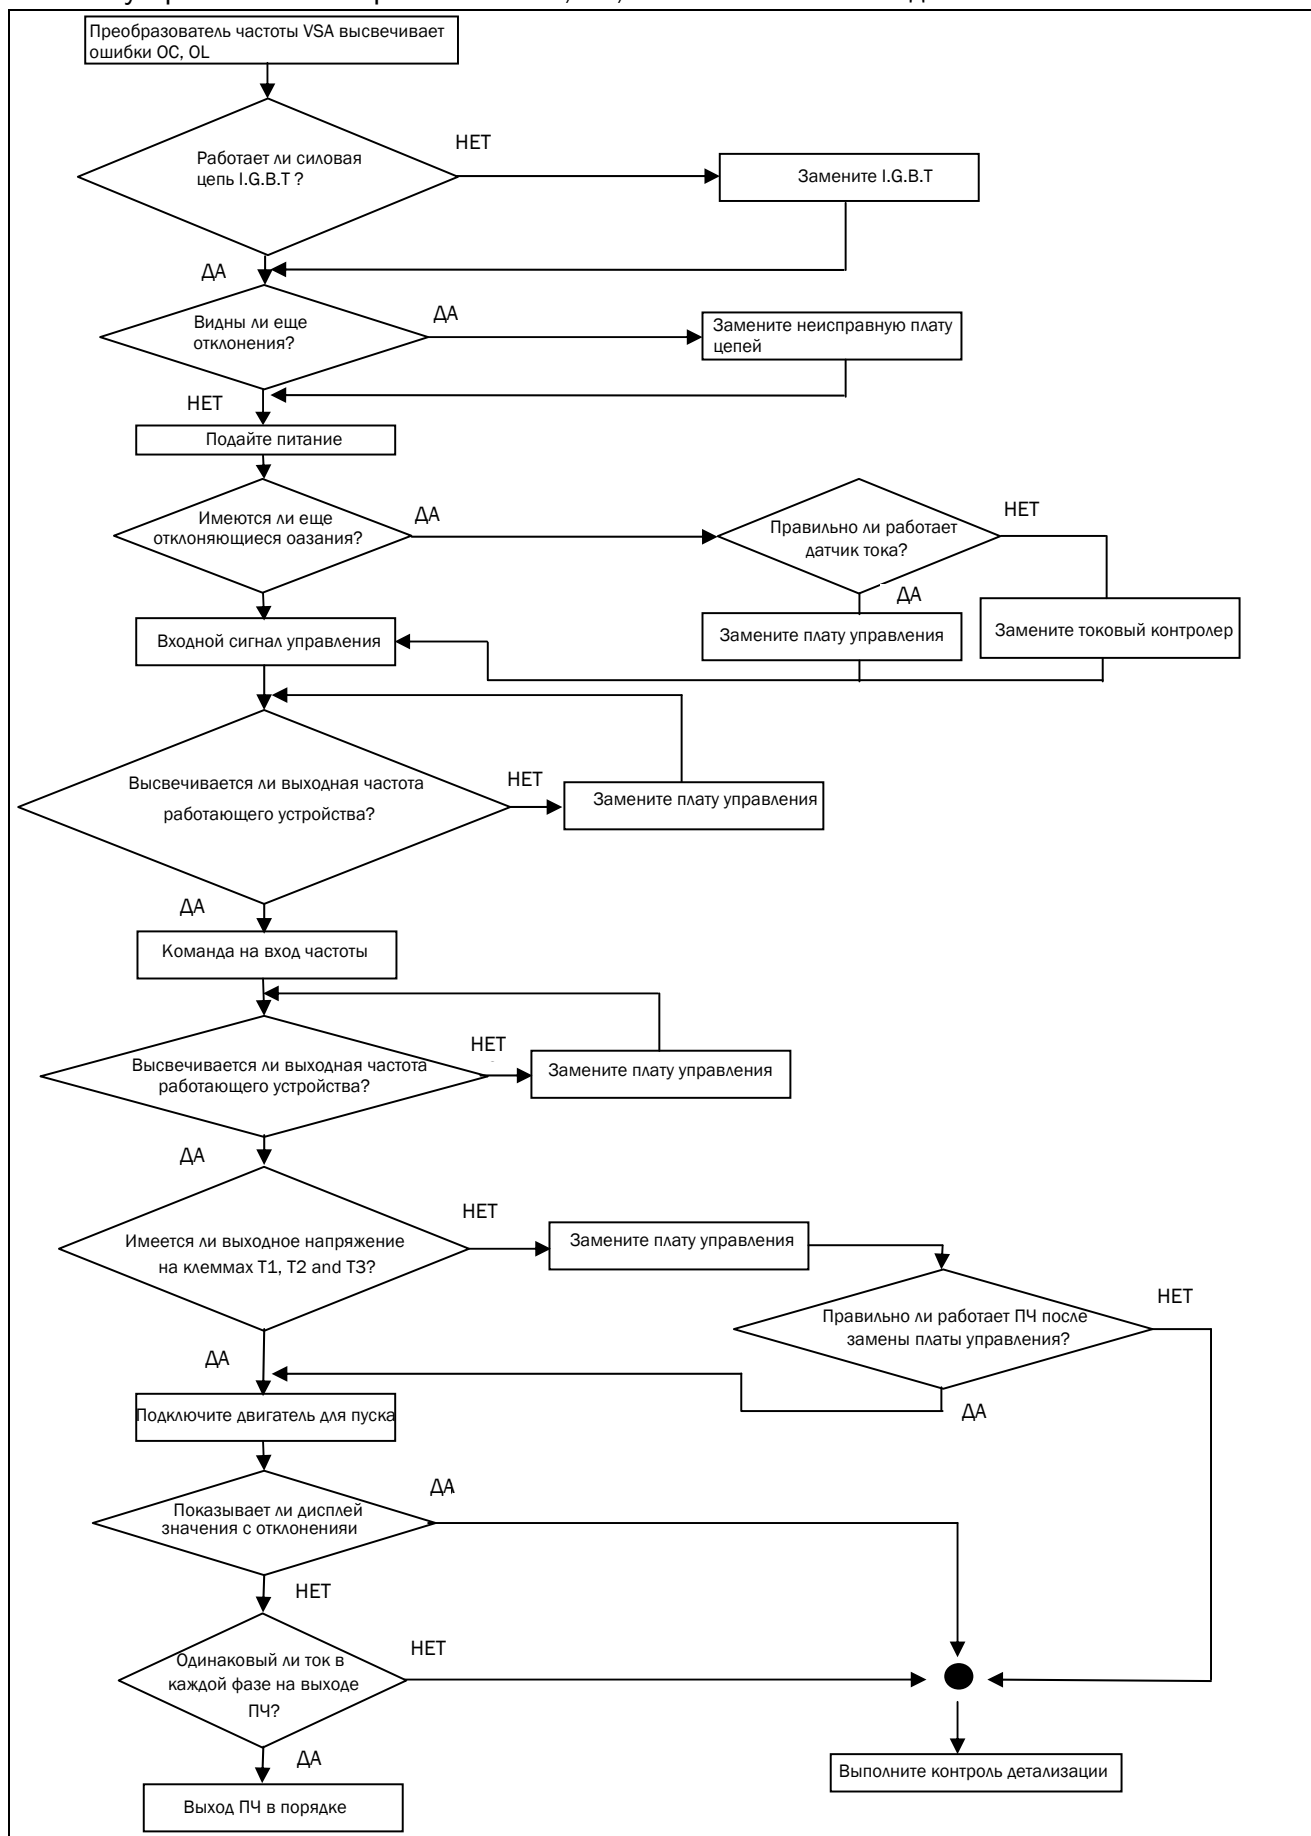 Преобразователь частоты VSA высвечивает
ошибки OC, OL
НЕТ
Работает ли силовая
цепь I.G.B.T ?
Замените I.G.B.T
ДА
Видны ли еще
отклонения?
ДА
Замените неисправную плату
цепей
НЕТ
Подайте питание
Имеются ли еще
отклоняющиеся оазания?
ДА
Правильно ли работает
датчик тока?
НЕТ
ДА
Входной сигнал управления
Замените плату управления
Замените токовый контролер
Высвечивается ли выходная частота
работающего устройства?
НЕТ
Замените плату управления
ДА
Команда на вход частоты
Высвечивается ли выходная частота
работающего устройства?
НЕТ
Замените плату управления
ДА
Имеется ли выходное напряжение
на клеммах T1, T2 and T3?
НЕТ
Замените плату управления
Правильно ли работает ПЧ после
замены платы управления?
НЕТ
ДА
ДА
Подключите двигатель для пуска
Показывает ли дисплей
значения с отклоненияи
ДА
НЕТ
Одинаковый ли ток в
каждой фазе на выходе
ПЧ?
НЕТ
ДА
Выполните контроль детализации
Выход ПЧ в порядке